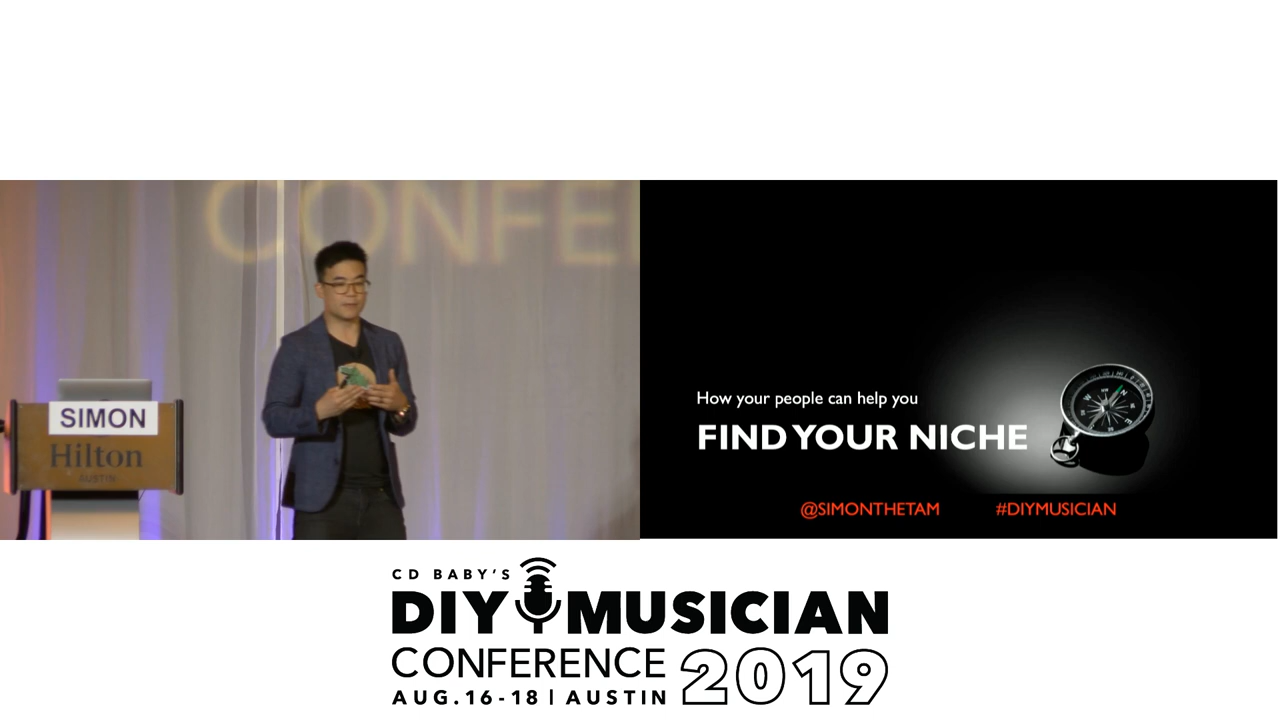 CONFE
SIMON
Hilton
AUSTIN
How your people can help you
FIND YOUR NICHE
@SIMONTHETAM #DIYMUSICIAN
CD BABY'S
DIY MUSICIAN
CONFERENCE 2019
AUG.16-18 | AUSTIN